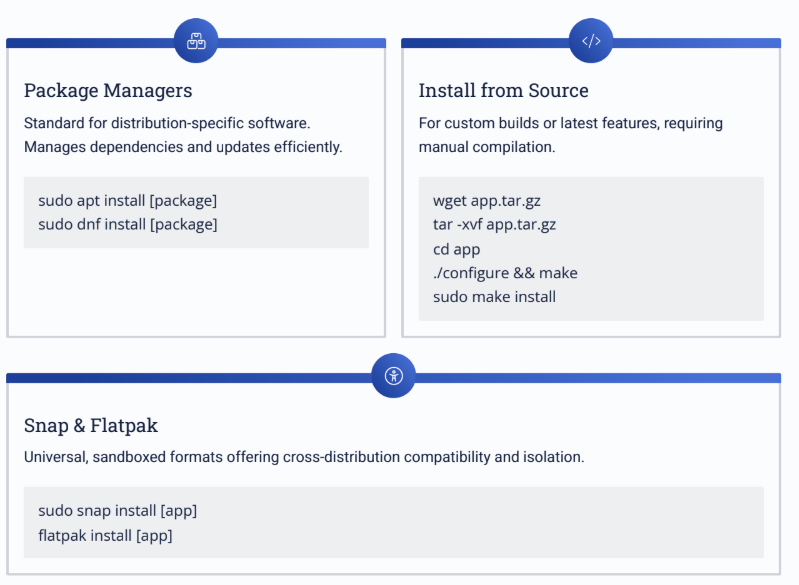 Package Managers
Standard for distribution-specific software.
Manages dependencies and updates efficiently.
sudo apt install [package]
sudo dnf install [package]
</>
Install from Source
For custom builds or latest features, requiring
manual compilation.
wget app.tar.gz
tar -xvf app.tar.gz
cd app
./configure && make
sudo make install
Snap & Flatpak
Universal, sandboxed formats offering cross-distribution compatibility and isolation.
sudo snap install [app]
flatpak install [app]